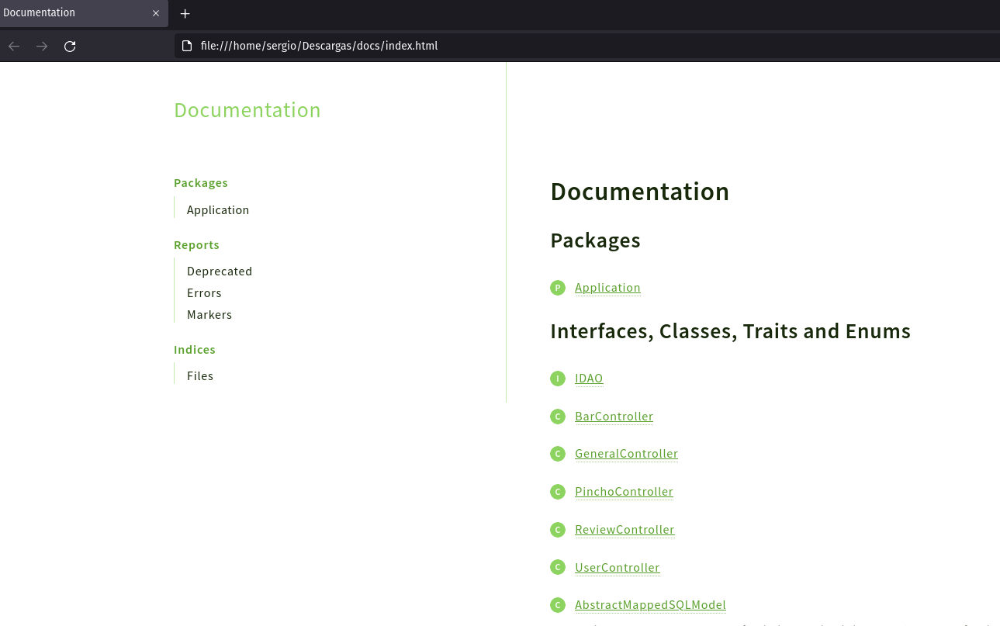 Documentation
file:///home/sergio/Descargas/docs/index.html
Documentation
Packages
Application
Reports
Deprecated
Errors
Markers
Indices
Files
Documentation
Packages
P Application
Interfaces, Classes, Traits and Enums
I IDAO
C BarController
C GeneralController
C PinchoController
C ReviewController
C UserController
C AbstractMappedSQLModel